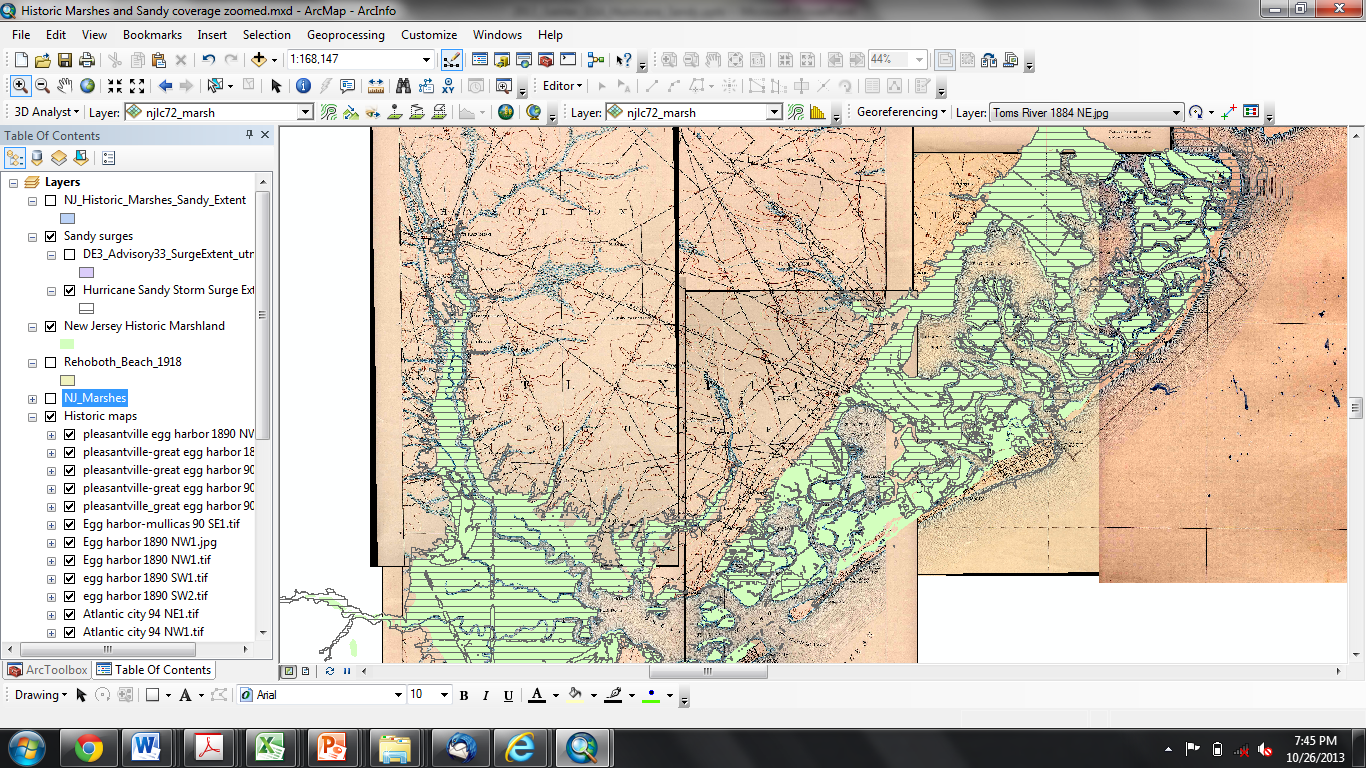 Historic Marshes and Sandy coverage zoomed.mxd - ArcMap - ArcInfo
File Edit View Bookmarks Insert Selection Geoprocessing Customize Windows Help
1:168,147 44%
Editor
3D Analyst Layer: njlc72_marsh Layer: njlc72_marsh Georeferencing Layer: Toms River 1884 NE.jpg
Table Of Contents
Layers
NJ_Historic_Marshes_Sandy_Extent
Sandy surges
DE3_Advisory33_SurgeExtent_utr
Hurricane Sandy Storm Surge Ext
New Jersey Historic Marshland
Rehoboth_Beach_1918
NJ_Marshes
Historic maps
pleasantville egg harbor 1890 NW
pleasantville-great egg harbor 18
pleasantville-great egg harbor 90
pleasantville_great egg harbor 90
Egg harbor-mullicas 90 SE1.tif
Egg harbor 1890 NW1.jpg
Egg harbor 1890 NW1.tif
egg harbor 1890 SW1.tif
egg harbor 1890 SW2.tif
Atlantic city 94 NE1.tif
Atlantic city 94 NW1.tif
ArcToolbox Table Of Contents
Drawing A Arial 10 B I U A
7:45 PM
10/26/2013